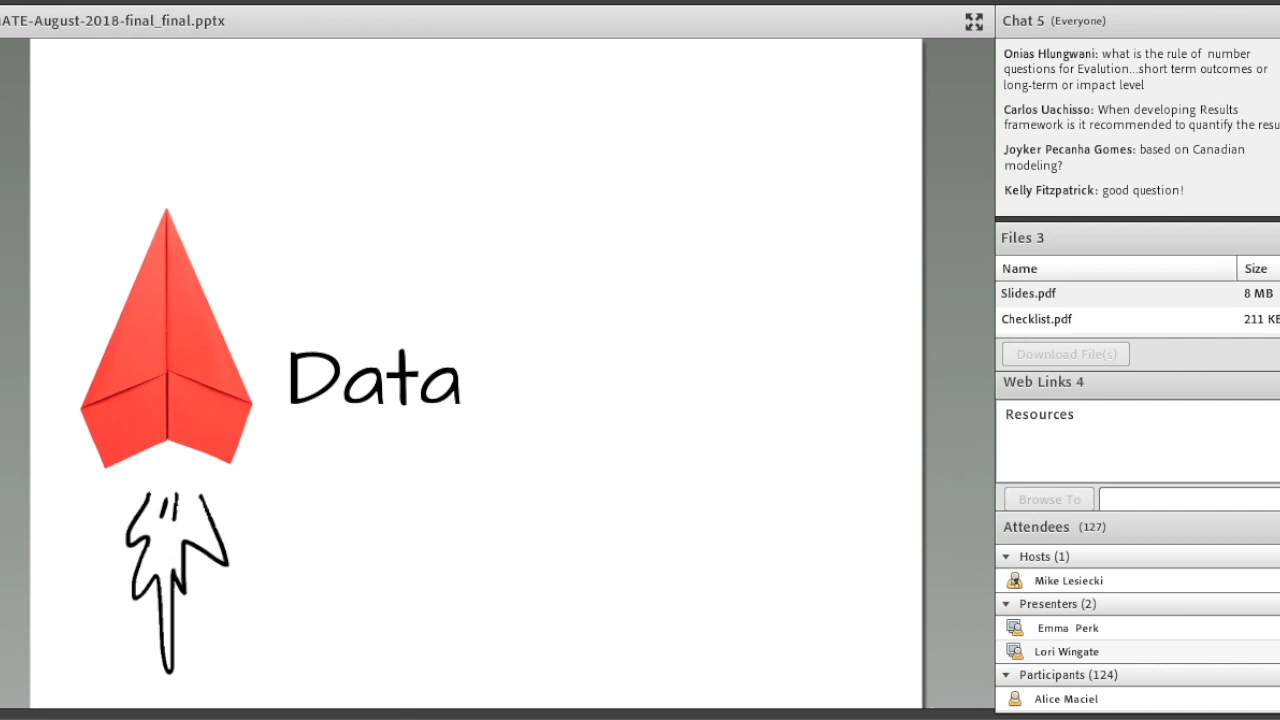 ATE-August-2018-final_final.pptx
Data
Chat 5 (Everyone)
Onias Hlungwani: what is the rule of number
questions for Evalution...short term outcomes or
long-term or impact level
Carlos Uachisso: When developing Results
framework is it recommended to quantify the resu
Joyker Pecanha Gomes: based on Canadian
modeling?
Kelly Fitzpatrick: good question!
Files 3
Name Size
Slides.pdf 8 MB
Checklist.pdf 211 KB
Download File(s)
Web Links 4
Resources
Browse To
Attendees (127)
Hosts (1)
Mike Lesiecki
Presenters (2)
Emma Perk
Lori Wingate
Participants (124)
Alice Maciel